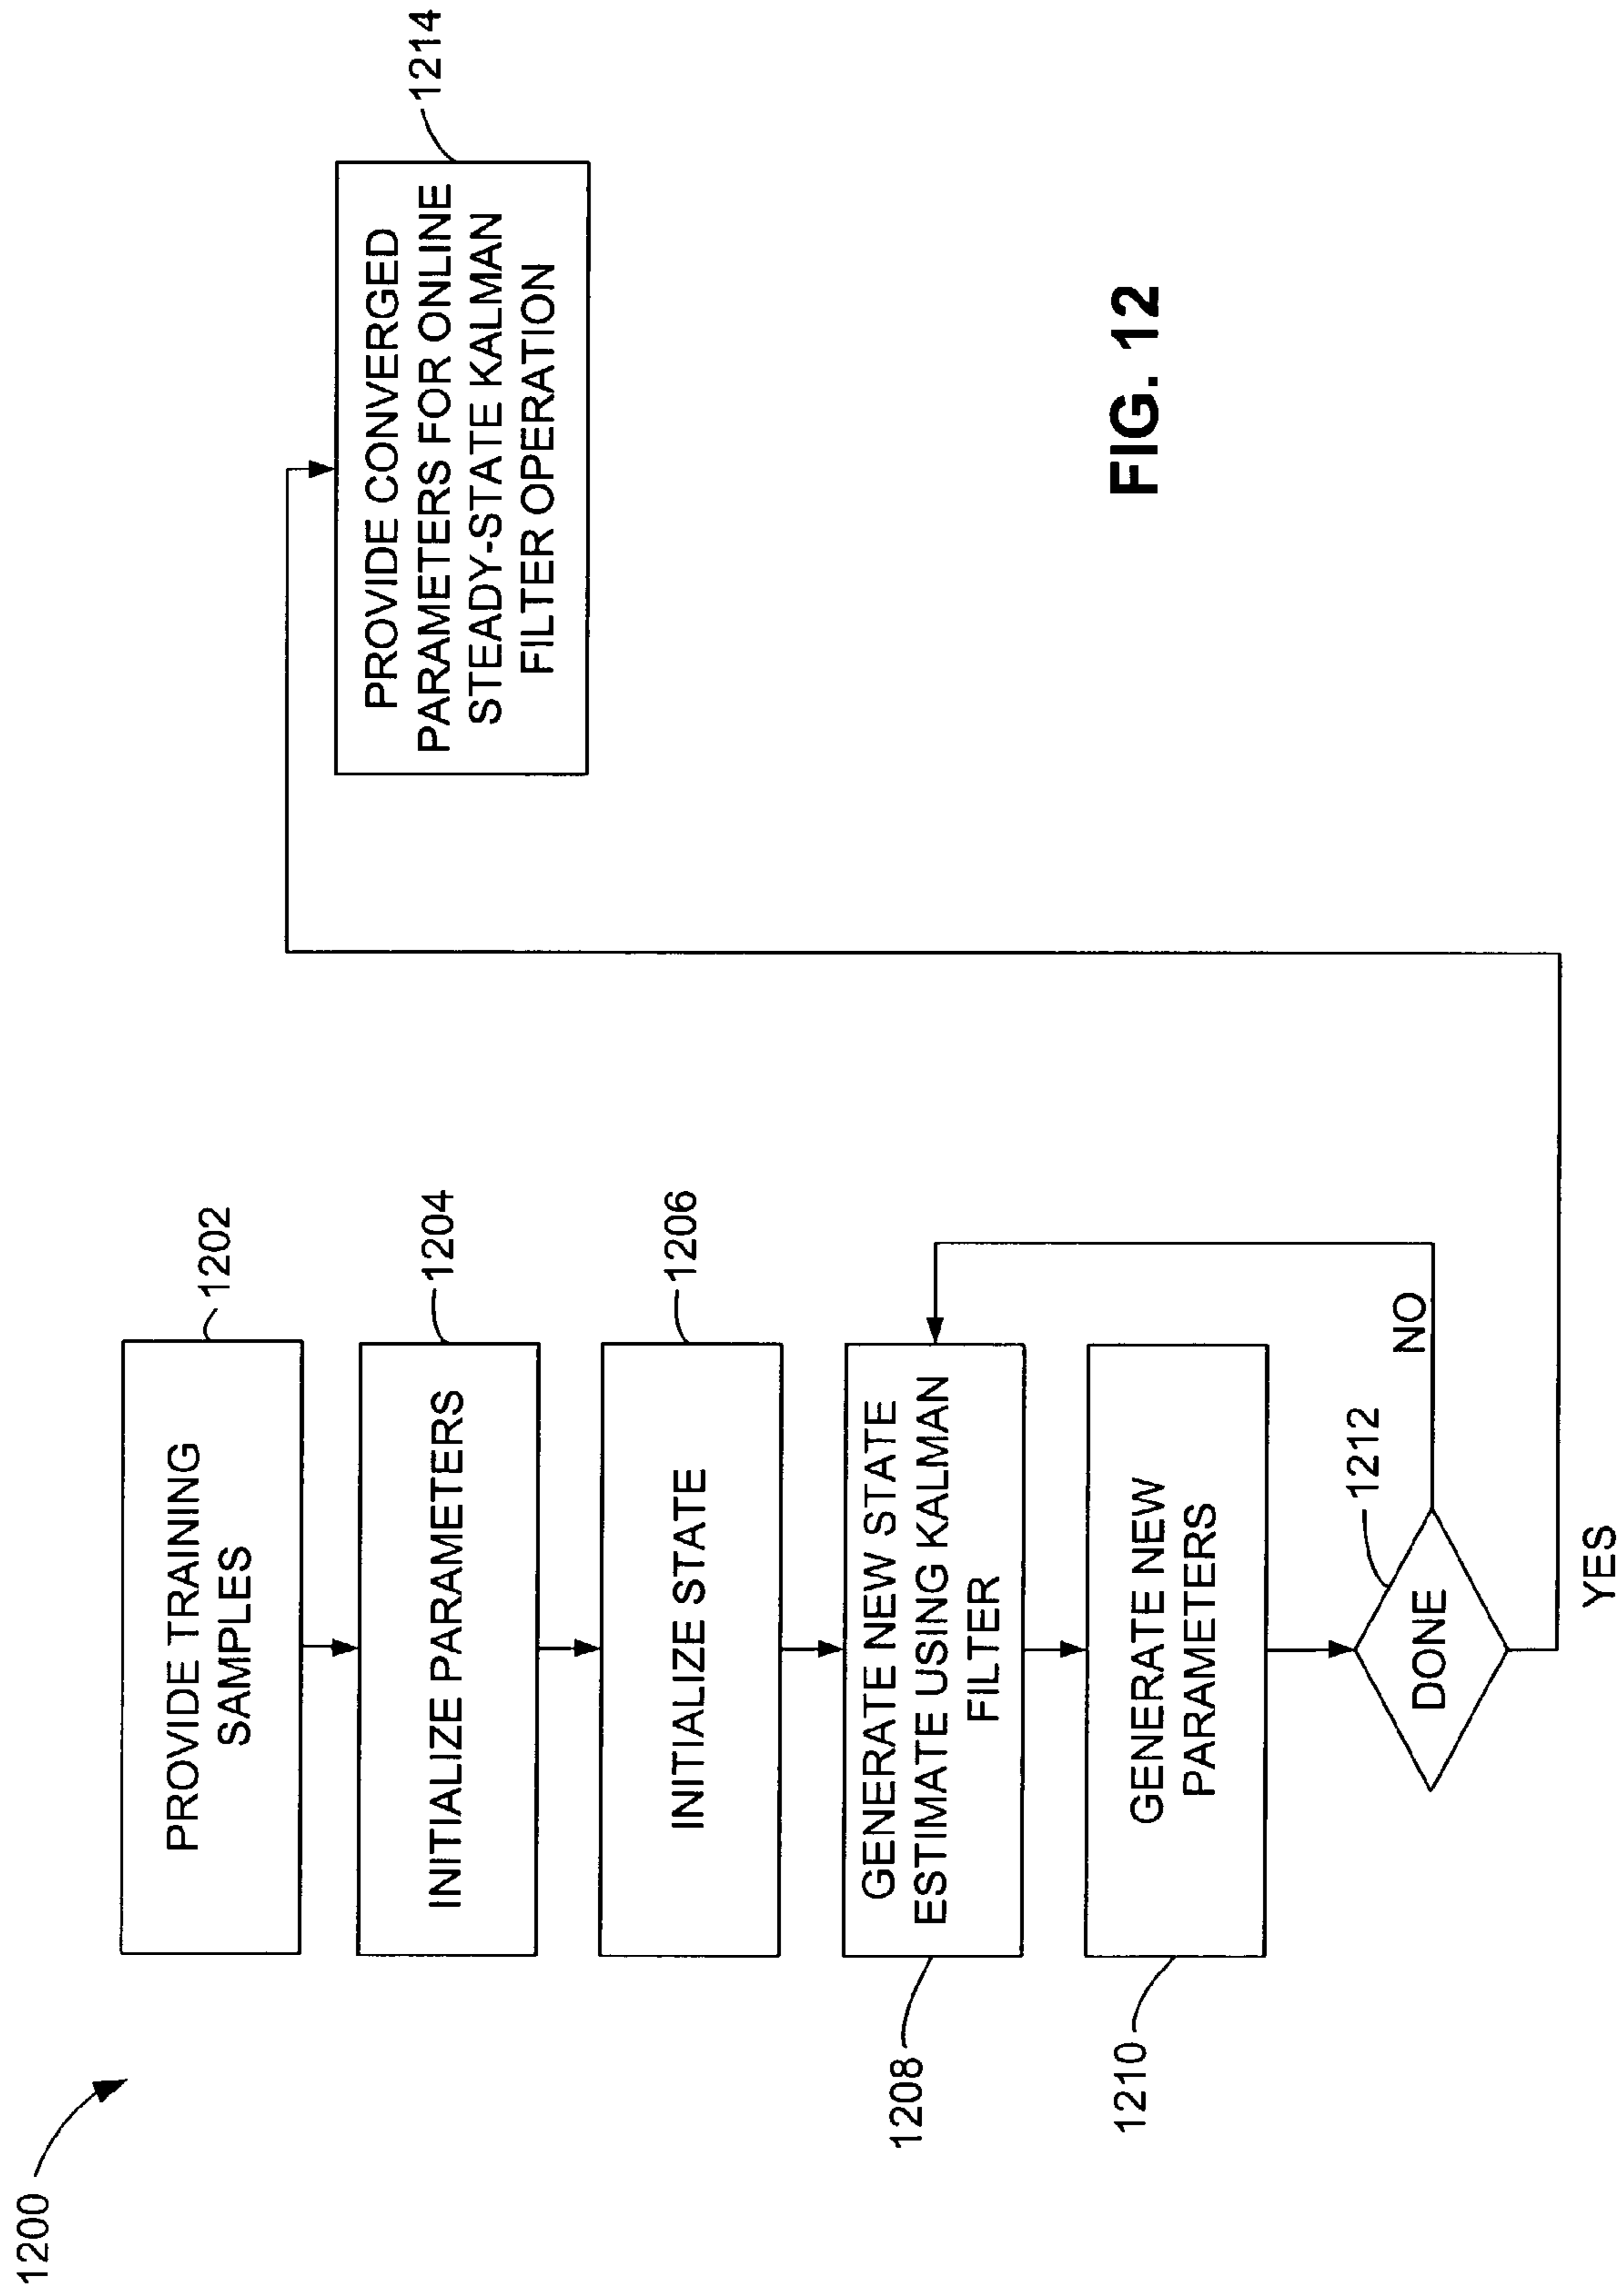 1200
PROVIDE TRAINING
SAMPLES
1202
INITIALIZE PARAMETERS
1204
INITIALIZE STATE
1206
GENERATE NEW STATE
ESTIMATE USING KALMAN
FILTER
1208
GENERATE NEW
PARAMETERS
1210
DONE
1212
NO
YES
PROVIDE CONVERGED
PARAMETERS FOR ONLINE
STEADY-STATE KALMAN
FILTER OPERATION
1214
FIG. 12